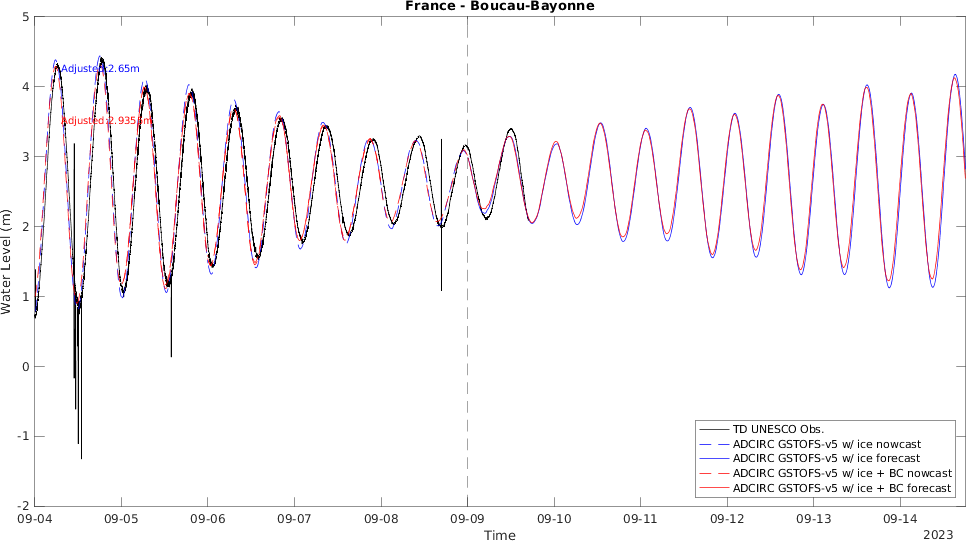 France - Boucau-Bayonne
5
4
3
2
1
0
-1
-2
Water Level (m)
Adjusted:2.65m
TD UNESCO Obs.
ADCIRC GSTOFS-v5 w/ ice nowcast
ADCIRC GSTOFS-v5 w/ ice forecast
ADCIRC GSTOFS-v5 w/ ice + BC nowcast
ADCIRC GSTOFS-v5 w/ ice + BC forecast
09-04 09-05 09-06 09-07 09-08 09-09 09-10 09-11 09-12 09-13 09-14
Time
2023